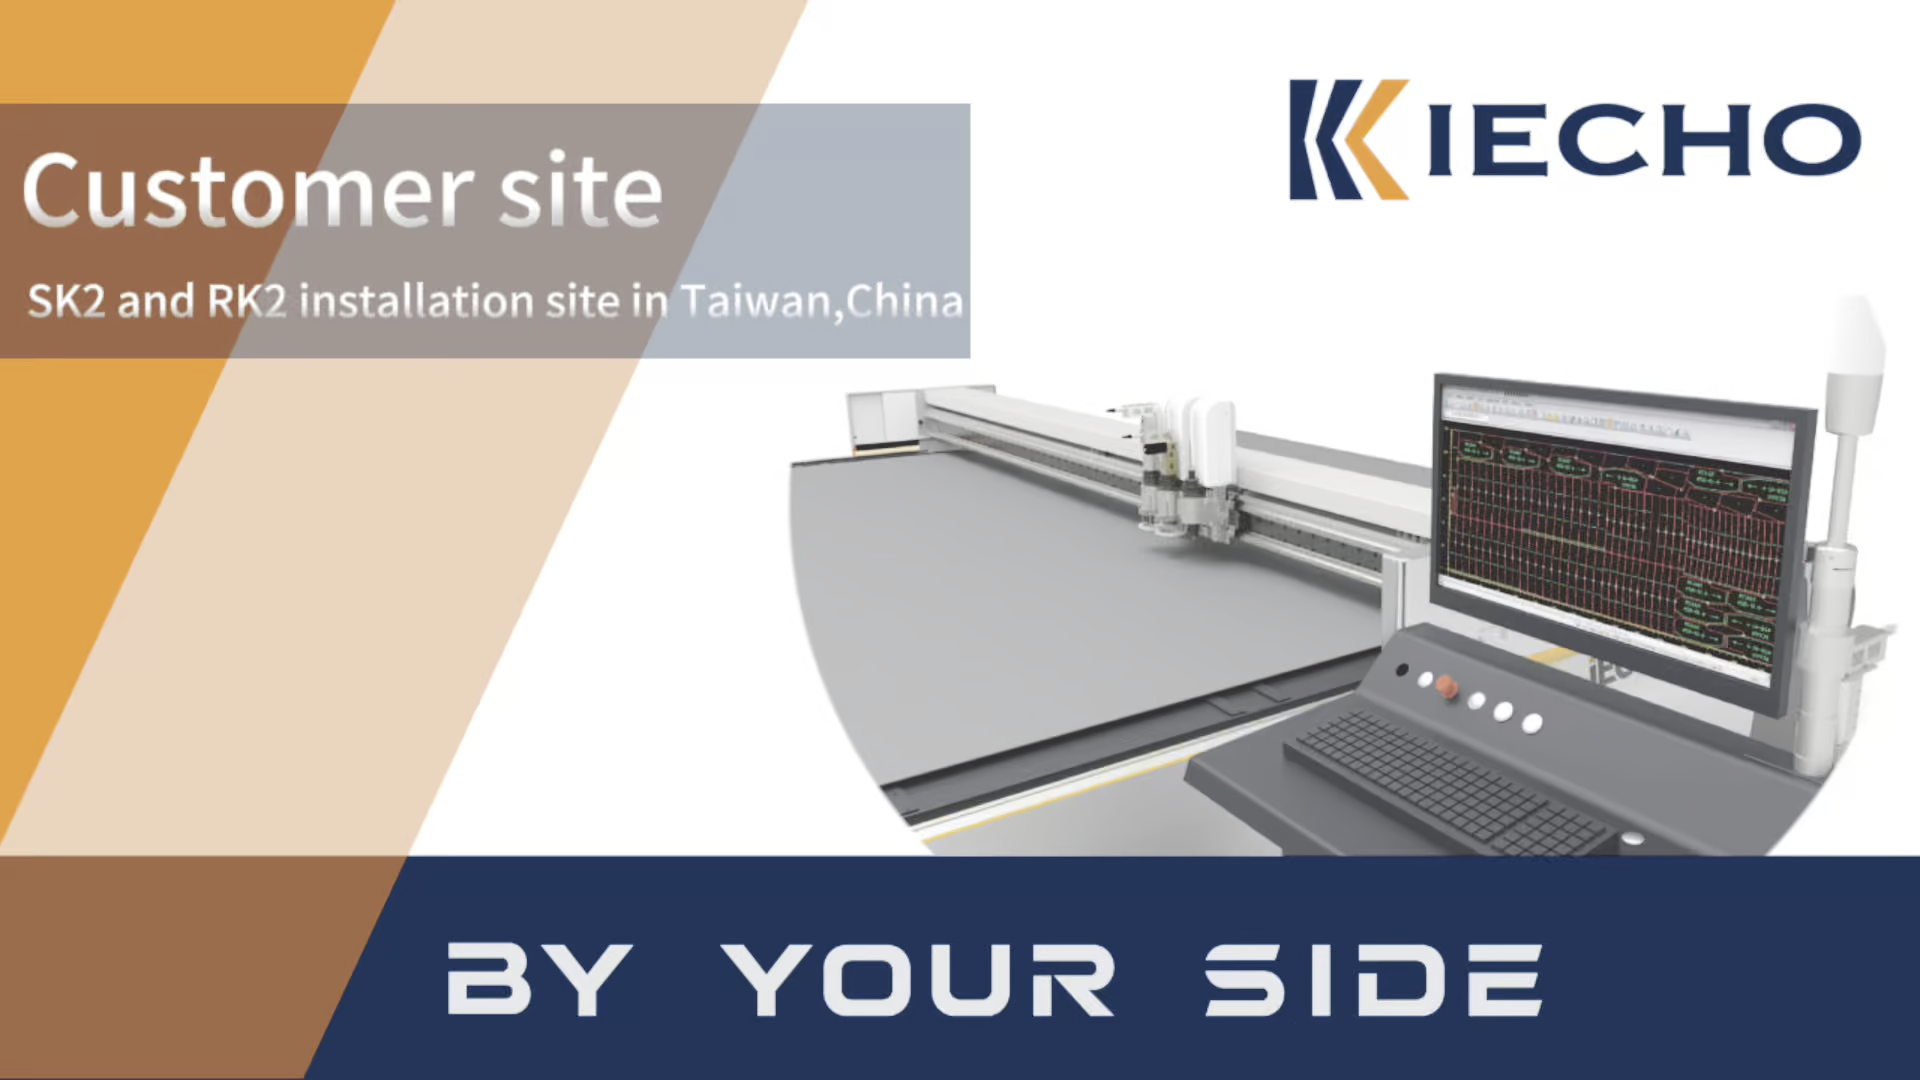 IECHO
Customer site
SK2 and RK2 installation site in Taiwan,China
BY YOUR SIDE